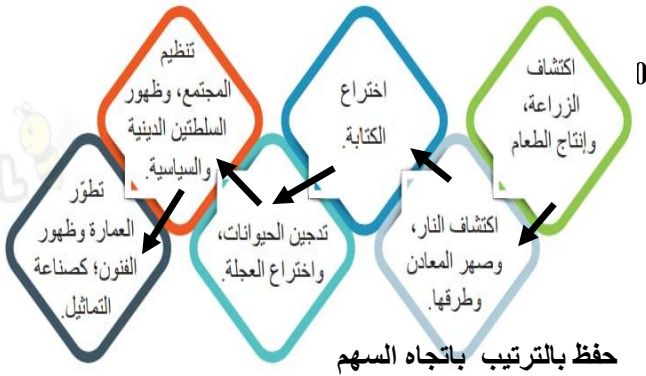 اكتشاف
الزراعة،
وإنتاج الطعام
اكتشاف النار،
وصهر المعادن
وطرقها.
اختراع
الكتابة.
تدجين الحيوانات،
واختراع العجلة.
تنظيم
المجتمع، وظهور
السلطتين الدينية
والسياسية.
تطوّر
العمارة وظهور
الفنون؛ كصناعة
التماثيل.
حفظ بالترتيب باتجاه السهم